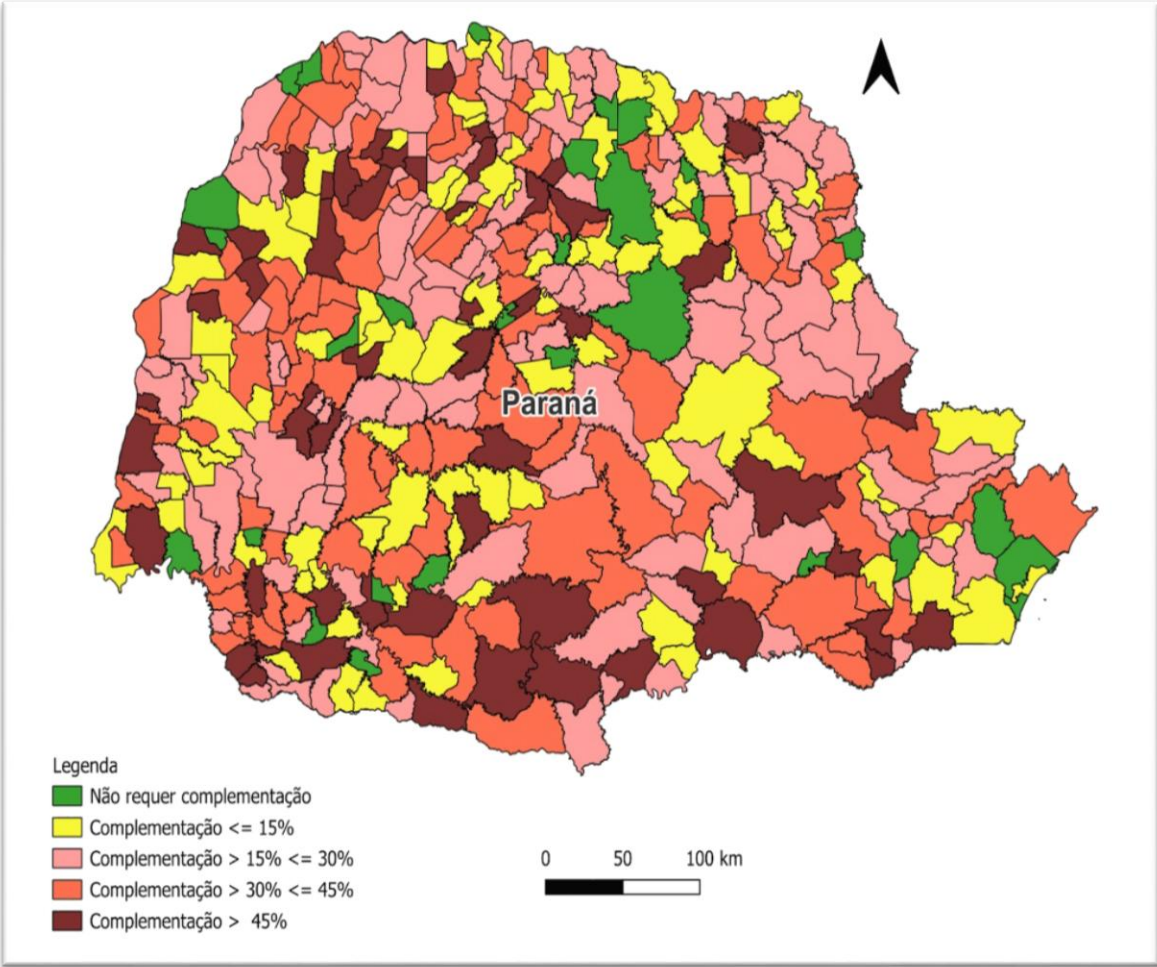 Paraná
Legenda
Não requer complementação
Complementação <= 15%
Complementação > 15% <= 30%
Complementação > 30% <= 45%
Complementação > 45%
0 50 100 km